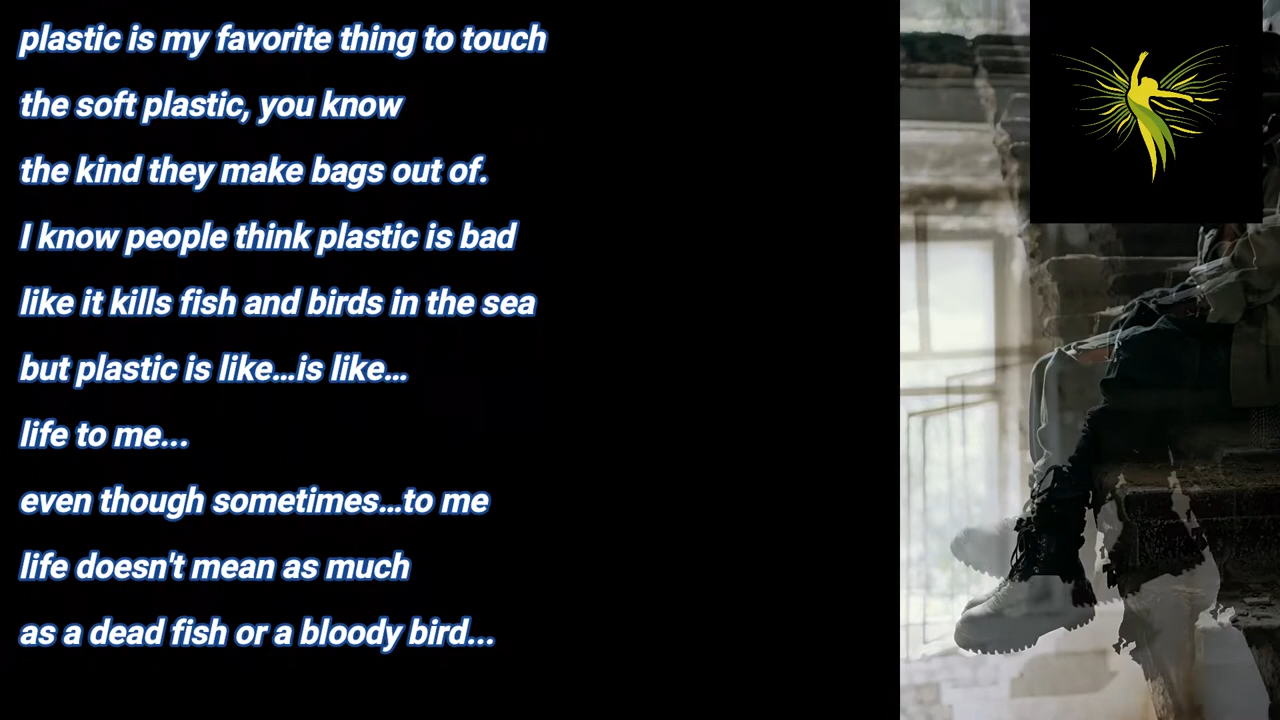 plastic is my favorite thing to touch
the soft plastic, you know
the kind they make bags out of.
I know people think plastic is bad
like it kills fish and birds in the sea
but plastic is like...is like...
life to me...
even though sometimes...to me
life doesn't mean as much
as a dead fish or a bloody bird...